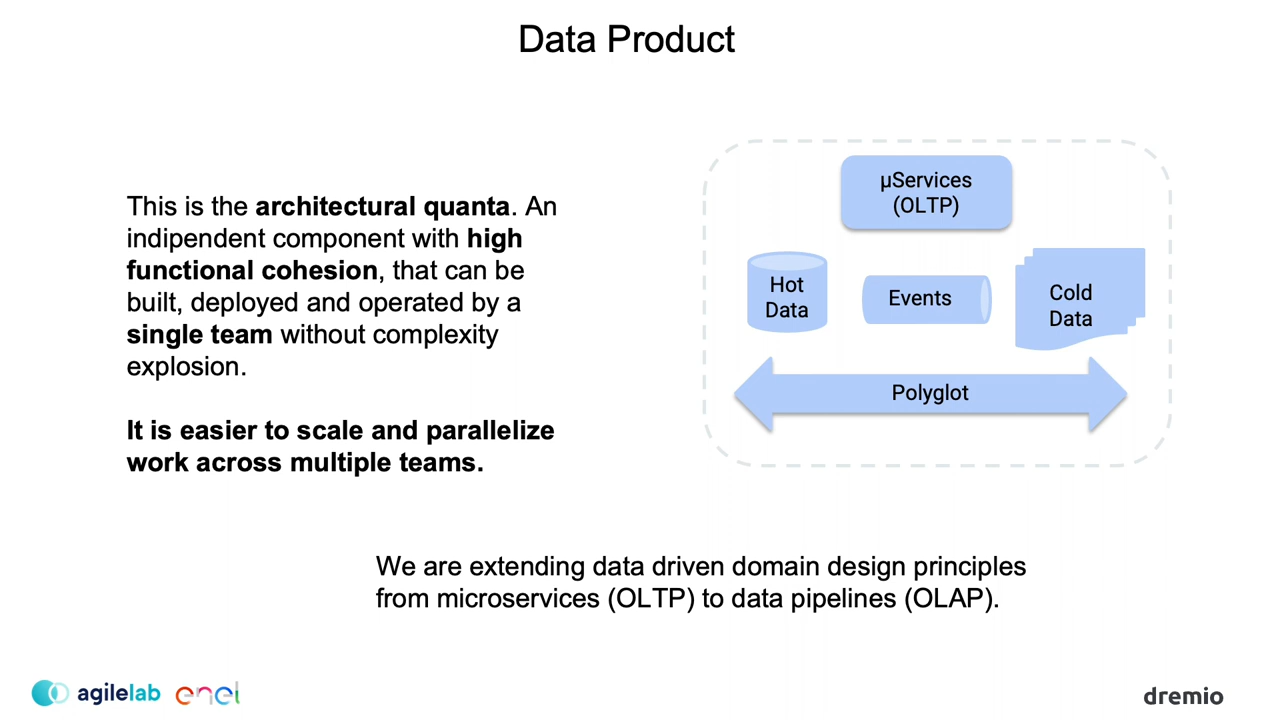 Data Product
This is the architectural quanta. An
indipendent component with high
functional cohesion, that can be
built, deployed and operated by a
single team without complexity
explosion.
It is easier to scale and parallelize
work across multiple teams.
µServices
(OLTP)
Hot
Data
Events
Cold
Data
Polyglot
We are extending data driven domain design principles
from microservices (OLTP) to data pipelines (OLAP).
agilelab
enel
dremio